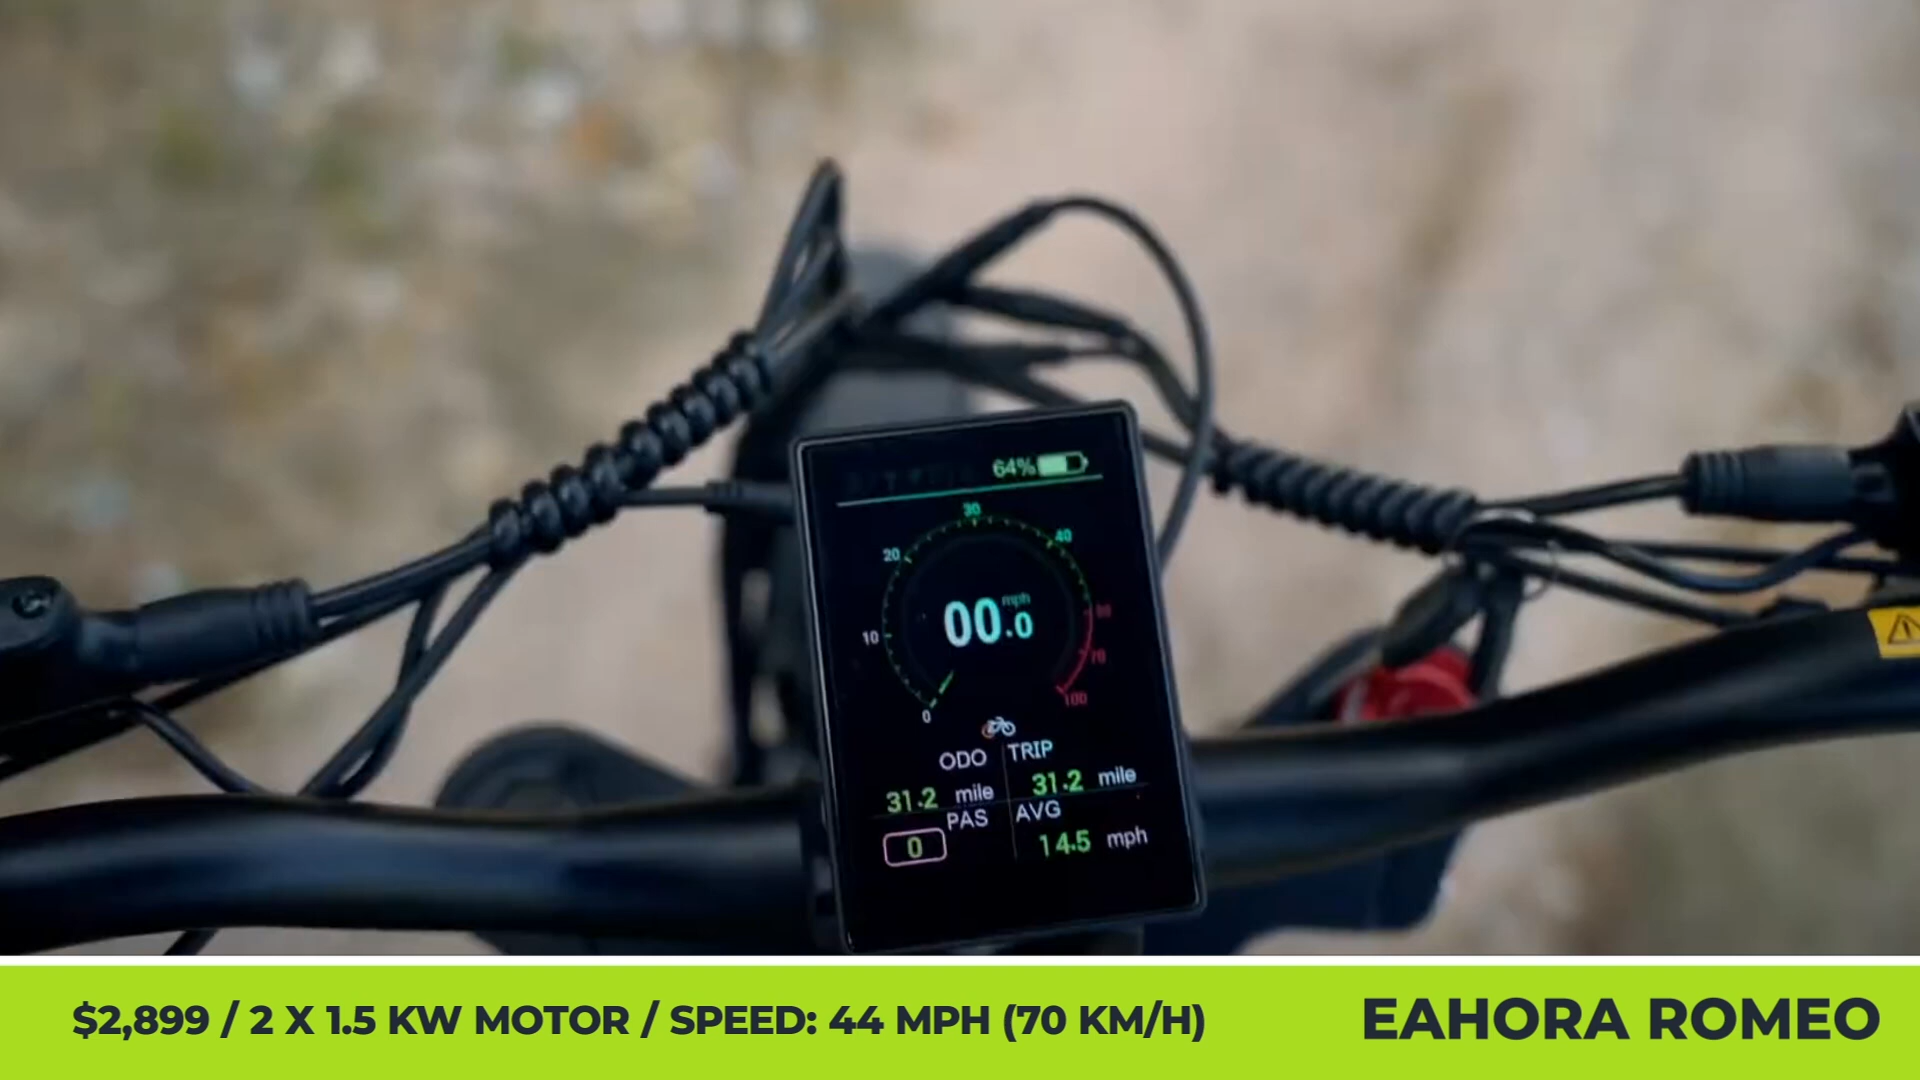 64%
30
20
40
mph
00.0
10
70
0
100
ODO
TRIP
31.2 mile
31.2 mile
PAS
AVG
0
14.5 mph
$2,899 / 2 X 1.5 KW MOTOR / SPEED: 44 MPH (70 KM/H)
EAHORA ROMEO